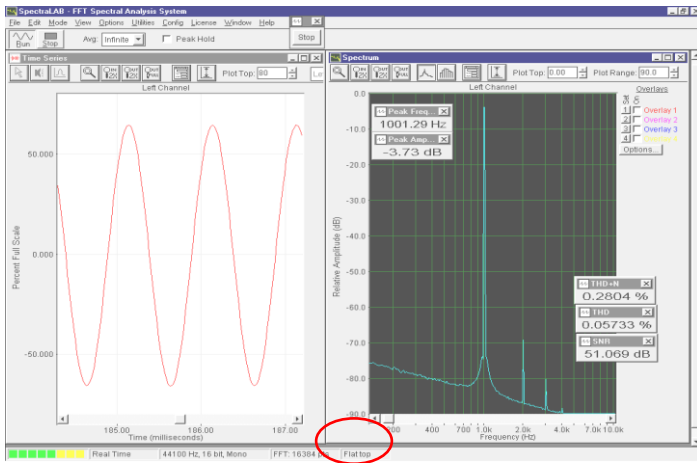 SpectraLAB - FFT Spectral Analysis System
File Edit Mode View Options Utilities Config License Window Help
Run Stop Avg: Infinite Peak Hold Stop
Time Series
Plot Top: 80
Left Channel
50.000
0.000
-50.000
Percent Full Scale
185.00 186.00 187.00
Time (milliseconds)
Spectrum
Plot Top: 0.00 Plot Range: 90.0
Left Channel
Overlays
1 Overlay 1
2 Overlay 2
3 Overlay 3
4
Options...
0.0
-10.0
-20.0
-30.0
-40.0
-50.0
-60.0
-70.0
-80.0
-90.0
Relative Amplitude (dB)
Peak Freq...
1001.29 Hz
Peak Amp...
-3.73 dB
THD+N
0.2804 %
THD
0.05733 %
SNR
51.069 dB
200 400 700 1.0k 2.0k 4.0k 7.0k 10.0k
Frequency (Hz)
Real Time 44100 Hz, 16 bit, Mono FFT: 16384 pts Flattop